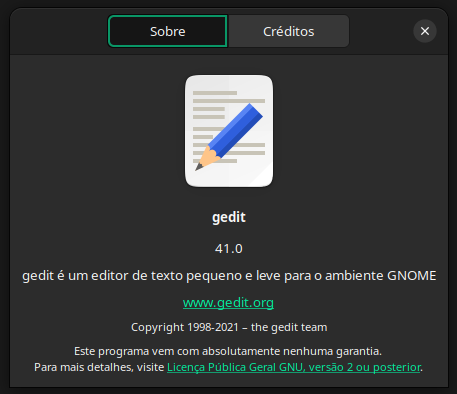 Sobre
Créditos
gedit
41.0
gedit é um editor de texto pequeno e leve para o ambiente GNOME
www.gedit.org
Copyright 1998-2021 – the gedit team
Este programa vem com absolutamente nenhuma garantia.
Para mais detalhes, visite Licença Pública Geral GNU, versão 2 ou posterior.